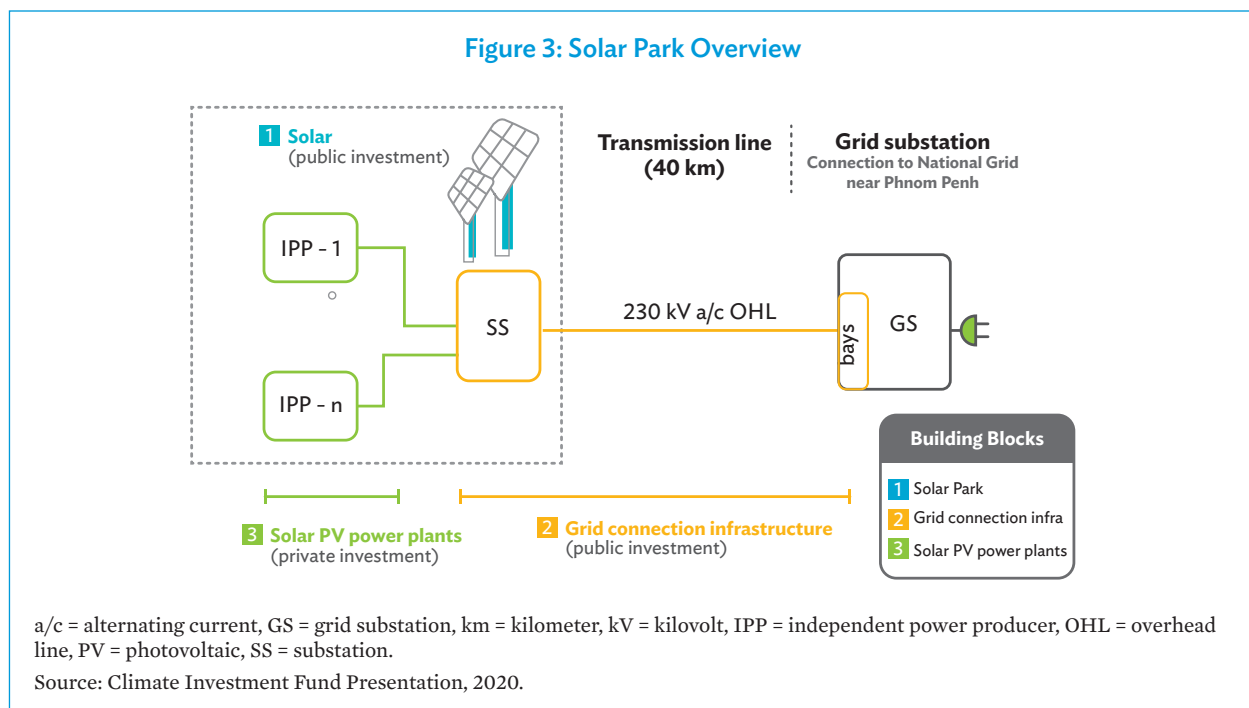 Figure 3: Solar Park Overview
1 Solar
(public investment)
Transmission line
(40 km)
Grid substation
Connection to National Grid
near Phnom Penh
IPP - 1
SS
230 kV a/c OHL
bays
GS
IPP - n
3 Solar PV power plants
(private investment)
2 Grid connection infrastructure
(public investment)
Building Blocks
1 Solar Park
2 Grid connection infra
3 Solar PV power plants
a/c = alternating current, GS = grid substation, km = kilometer, kV = kilovolt, IPP = independent power producer, OHL = overhead
line, PV = photovoltaic, SS = substation.
Source: Climate Investment Fund Presentation, 2020.